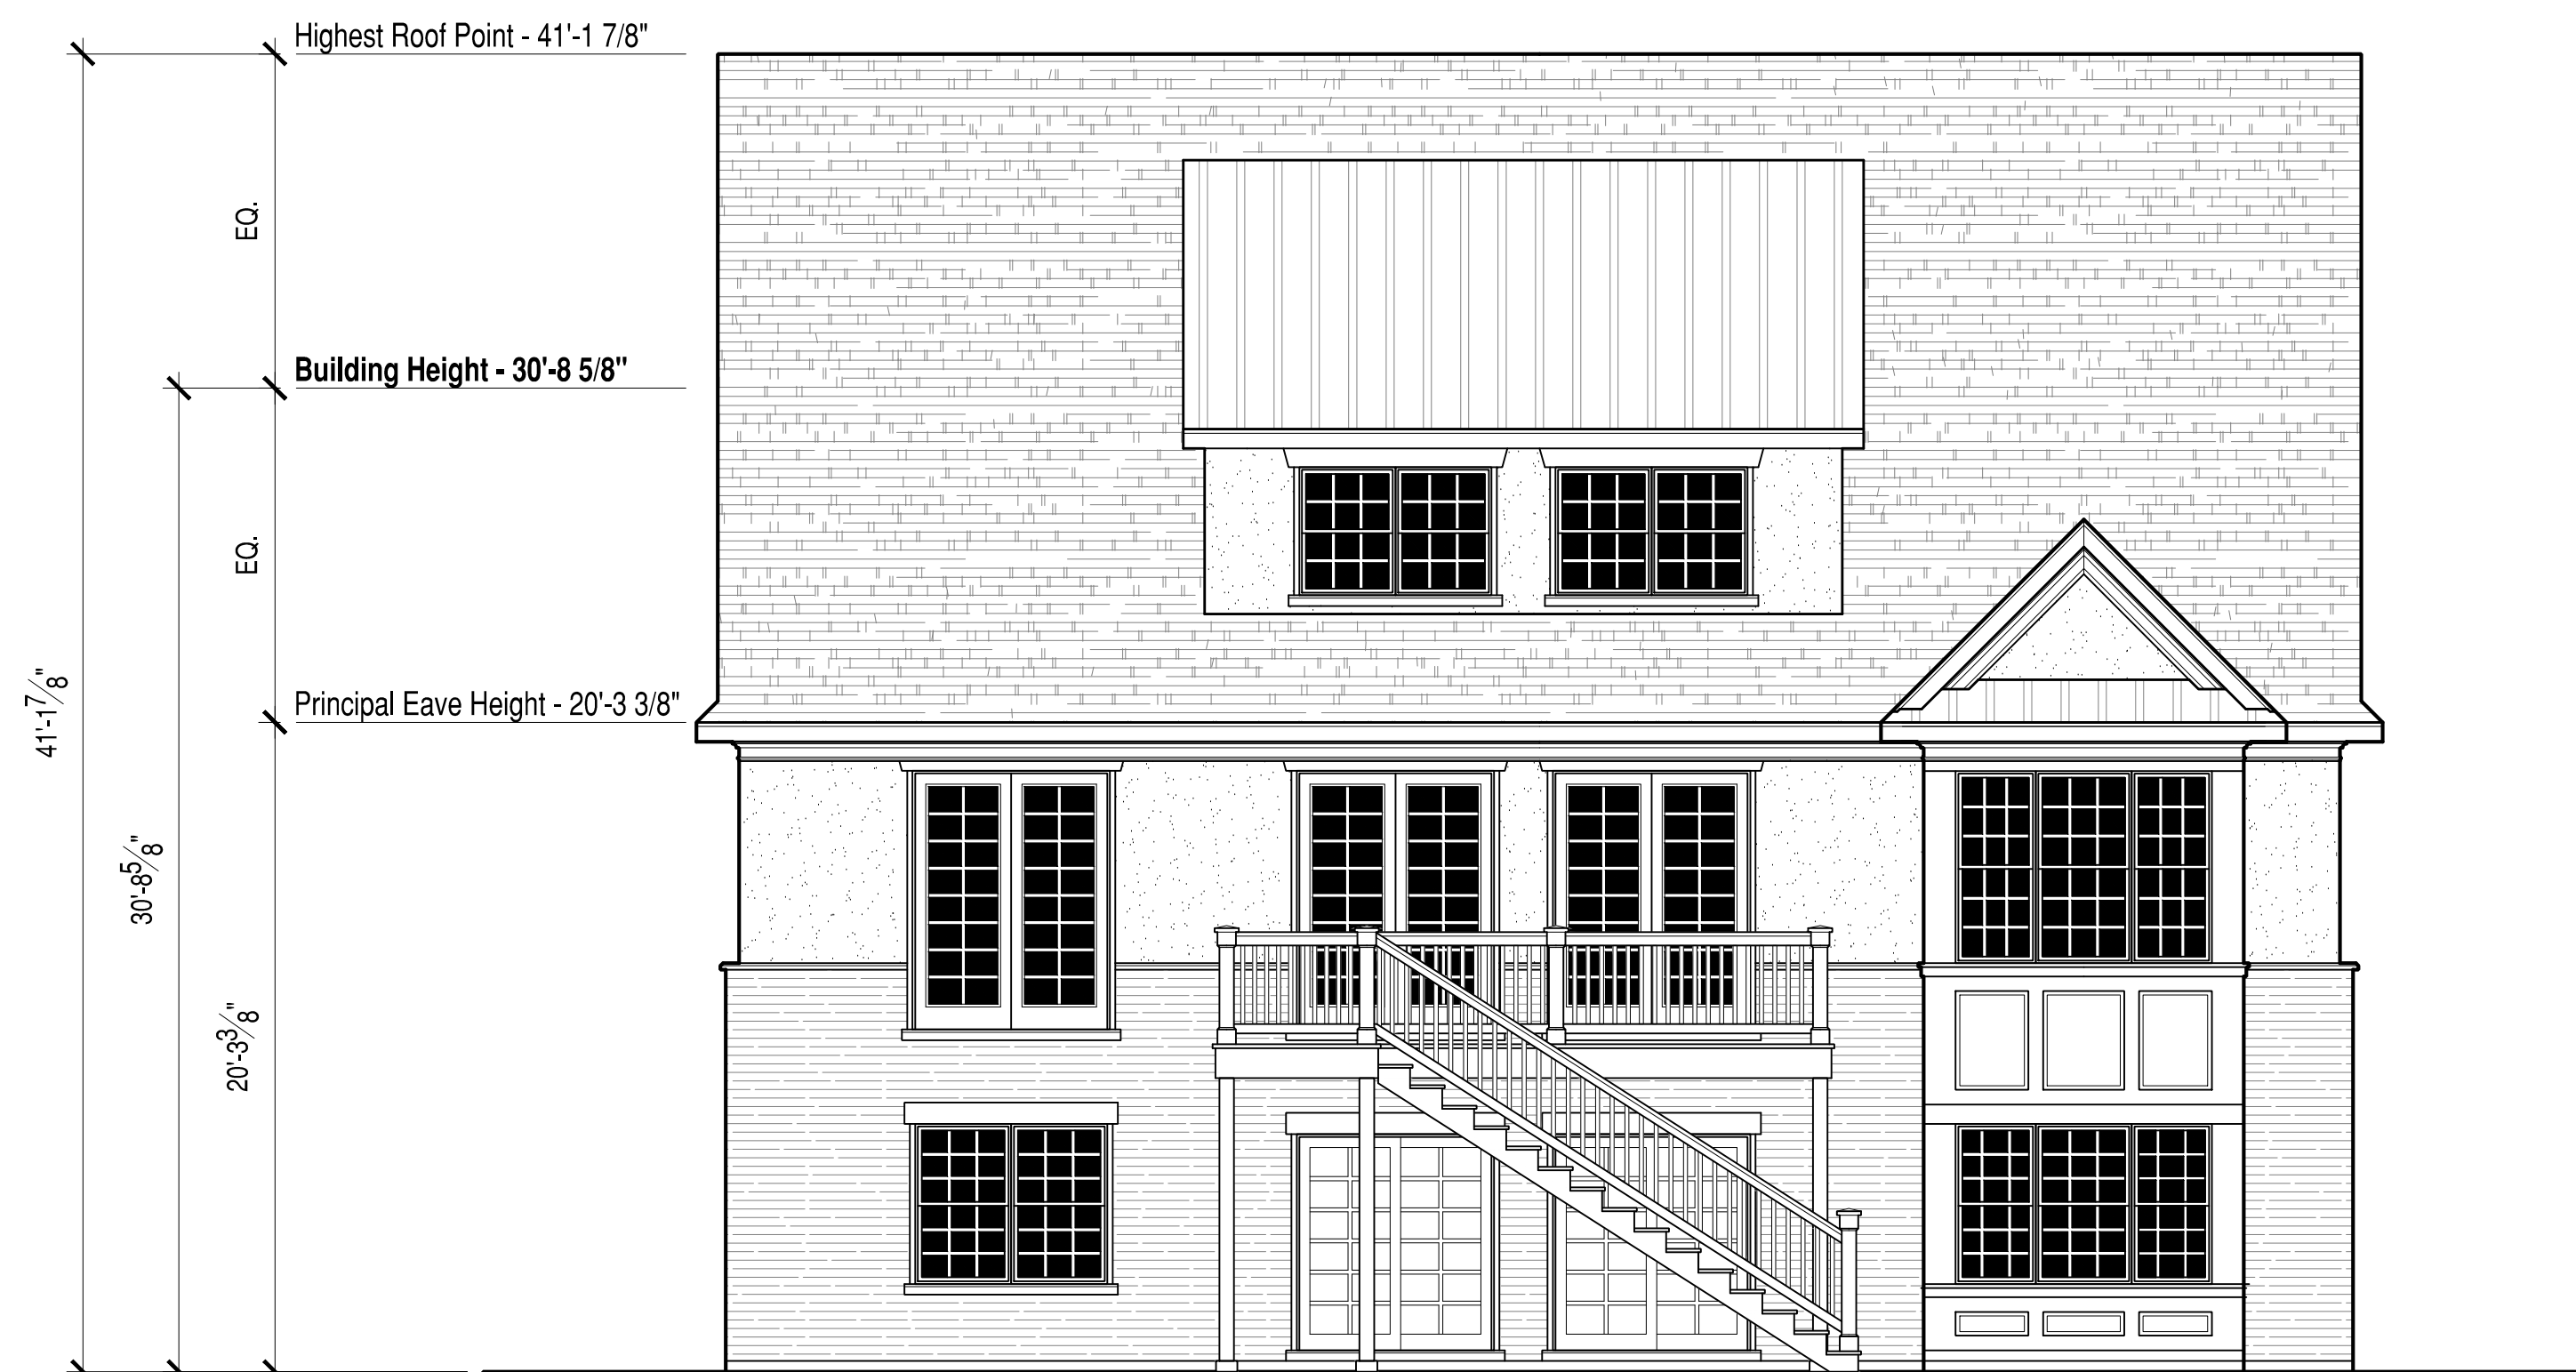 Highest Roof Point - 41'-1 7/8"
EQ.
Building Height - 30'-8 5/8"
EQ.
Principal Eave Height - 20'-3 3/8"
41'-1 7/8"
30'-8 5/8"
20'-3 3/8"